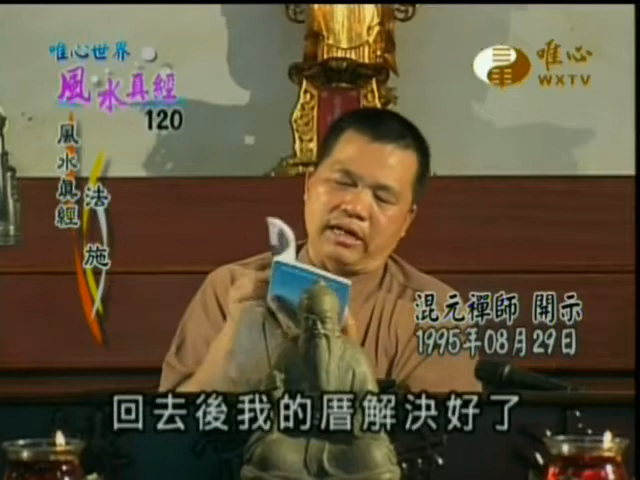 唯心世界
風水真經
120
唯心
WXTV
風水真經
法施
混元禪師 開示
1995年08月29日
回去後我的厝解決好了